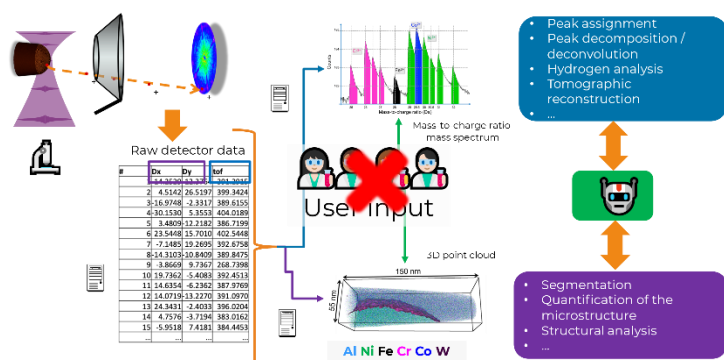 Raw detector data
# Dx Dy tof
2 4.5142 26.5197 399.3424
3 -16.9748 -2.3317 389.6155
4 -30.1530 5.3553 404.0189
5 3.4809 -12.2182 386.7199
6 23.5448 15.7010 402.5448
7 -7.1485 19.2695 392.6758
8 -14.3103 -10.8409 389.8475
9 -3.8669 9.7367 268.7398
10 19.7362 -5.4083 392.4513
11 14.6354 -6.2362 387.9769
12 14.0719 -13.2270 391.0970
13 24.3431 -2.4033 396.0204
14 4.7576 -3.7194 383.0162
15 -5.9518 7.4181 384.4453
... ... ... ...
Counts
Mass-to-charge ratio (Da)
Mass-to-charge ratio
mass spectrum
User Input
3D point cloud
150 nm
55 nm
Al Ni Fe Cr Co W
• Peak assignment
• Peak decomposition /
deconvolution
• Hydrogen analysis
• Tomographic
reconstruction
• ...
• Segmentation
• Quantification of the
microstructure
• Structural analysis
• ...